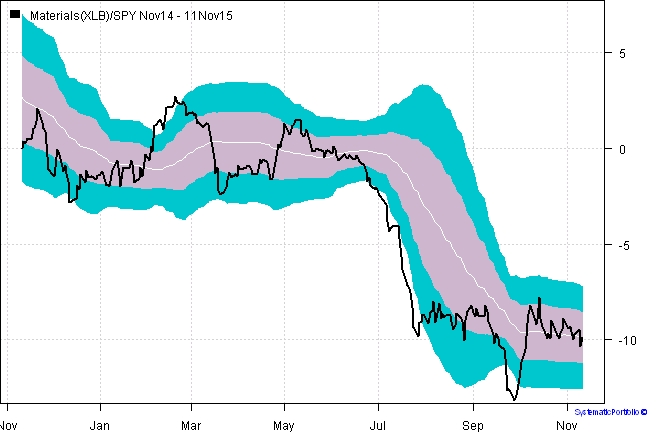 Materials(XLB)/SPY Nov14 - 11Nov15
5
0
-5
-10
SystematicPortfolio ©
Nov Jan Mar May Jul Sep Nov